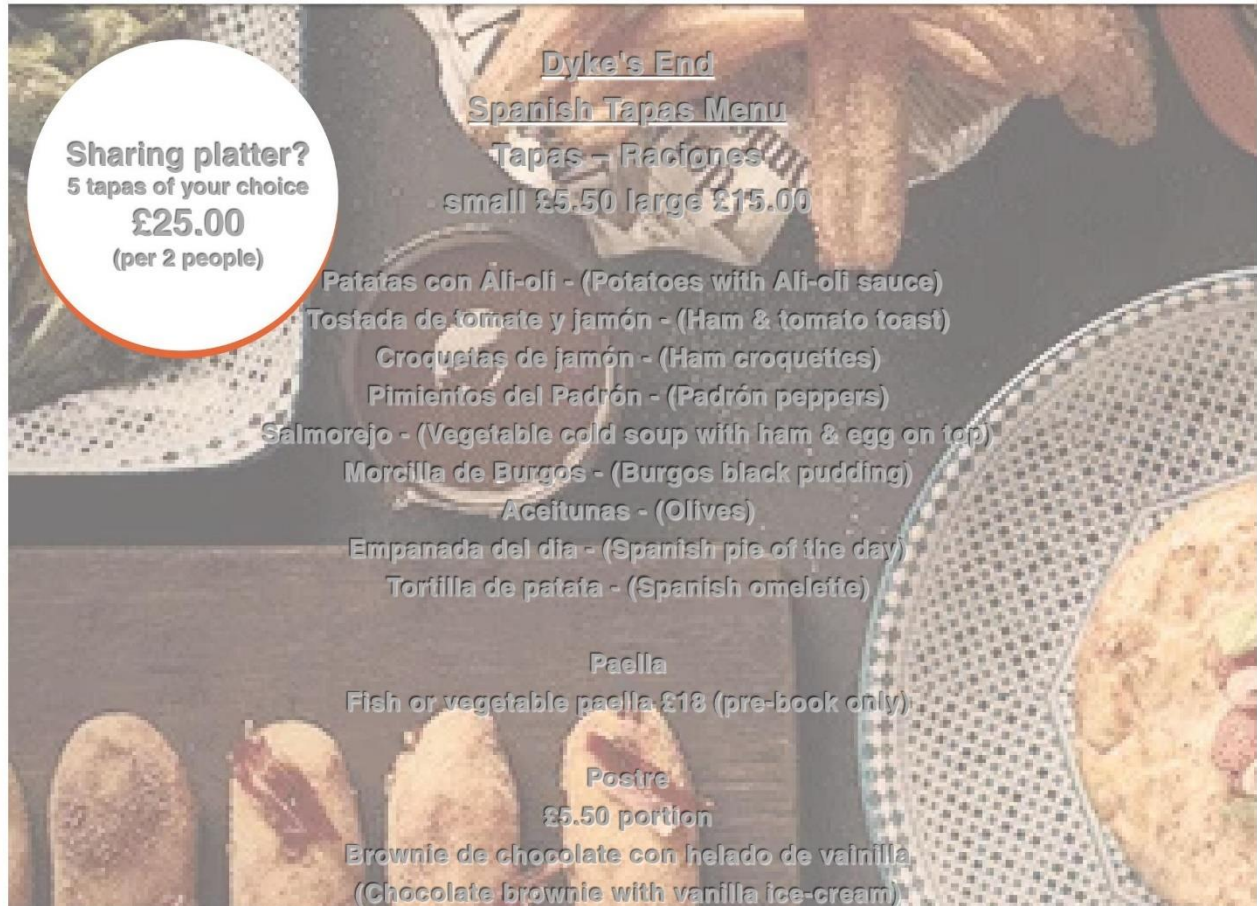 Dyke's End
Spanish Tapas Menu
Tapas – Raciones
small £5.50 large £15.00
Sharing platter?
5 tapas of your choice
£25.00
(per 2 people)
Patatas con Ali-oli - (Potatoes with Ali-oli sauce)
Tostada de tomate y jamón - (Ham & tomato toast)
Croquetas de jamón - (Ham croquettes)
Pimientos del Padrón - (Padrón peppers)
Salmorejo - (Vegetable cold soup with ham & egg on top)
Morcilla de Burgos - (Burgos black pudding)
Aceitunas - (Olives)
Empanada del dia - (Spanish pie of the day)
Tortilla de patata - (Spanish omelette)
Paella
Fish or vegetable paella £18 (pre-book only)
Postre
£5.50 portion
Brownie de chocolate con helado de vainilla
(Chocolate brownie with vanilla ice-cream)